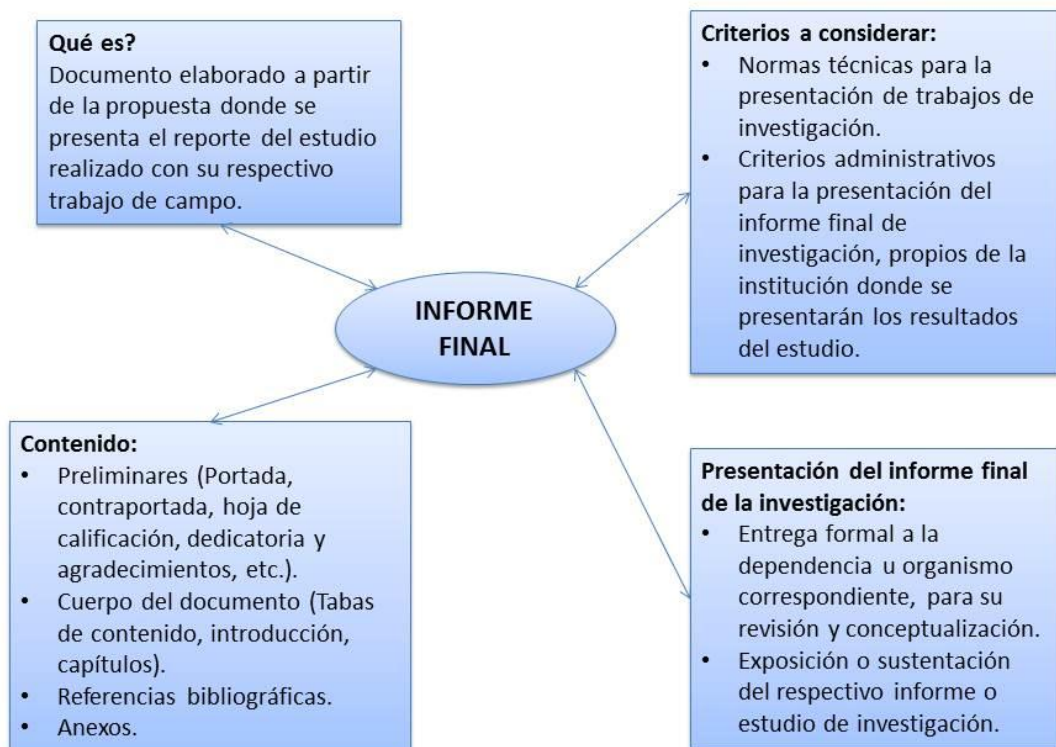 Qué es?
Documento elaborado a partir
de la propuesta donde se
presenta el reporte del estudio
realizado con su respectivo
trabajo de campo.
Criterios a considerar:
• Normas técnicas para la
presentación de trabajos de
investigación.
• Criterios administrativos
para la presentación del
informe final de
investigación, propios de la
institución donde se
presentarán los resultados
del estudio.
INFORME
FINAL
Contenido:
• Preliminares (Portada,
contraportada, hoja de
calificación, dedicatoria y
agradecimientos, etc.).
• Cuerpo del documento (Tabas
de contenido, introducción,
capítulos).
• Referencias bibliográficas.
• Anexos.
Presentación del informe final
de la investigación:
• Entrega formal a la
dependencia u organismo
correspondiente, para su
revisión y conceptualización.
• Exposición o sustentación
del respectivo informe o
estudio de investigación.